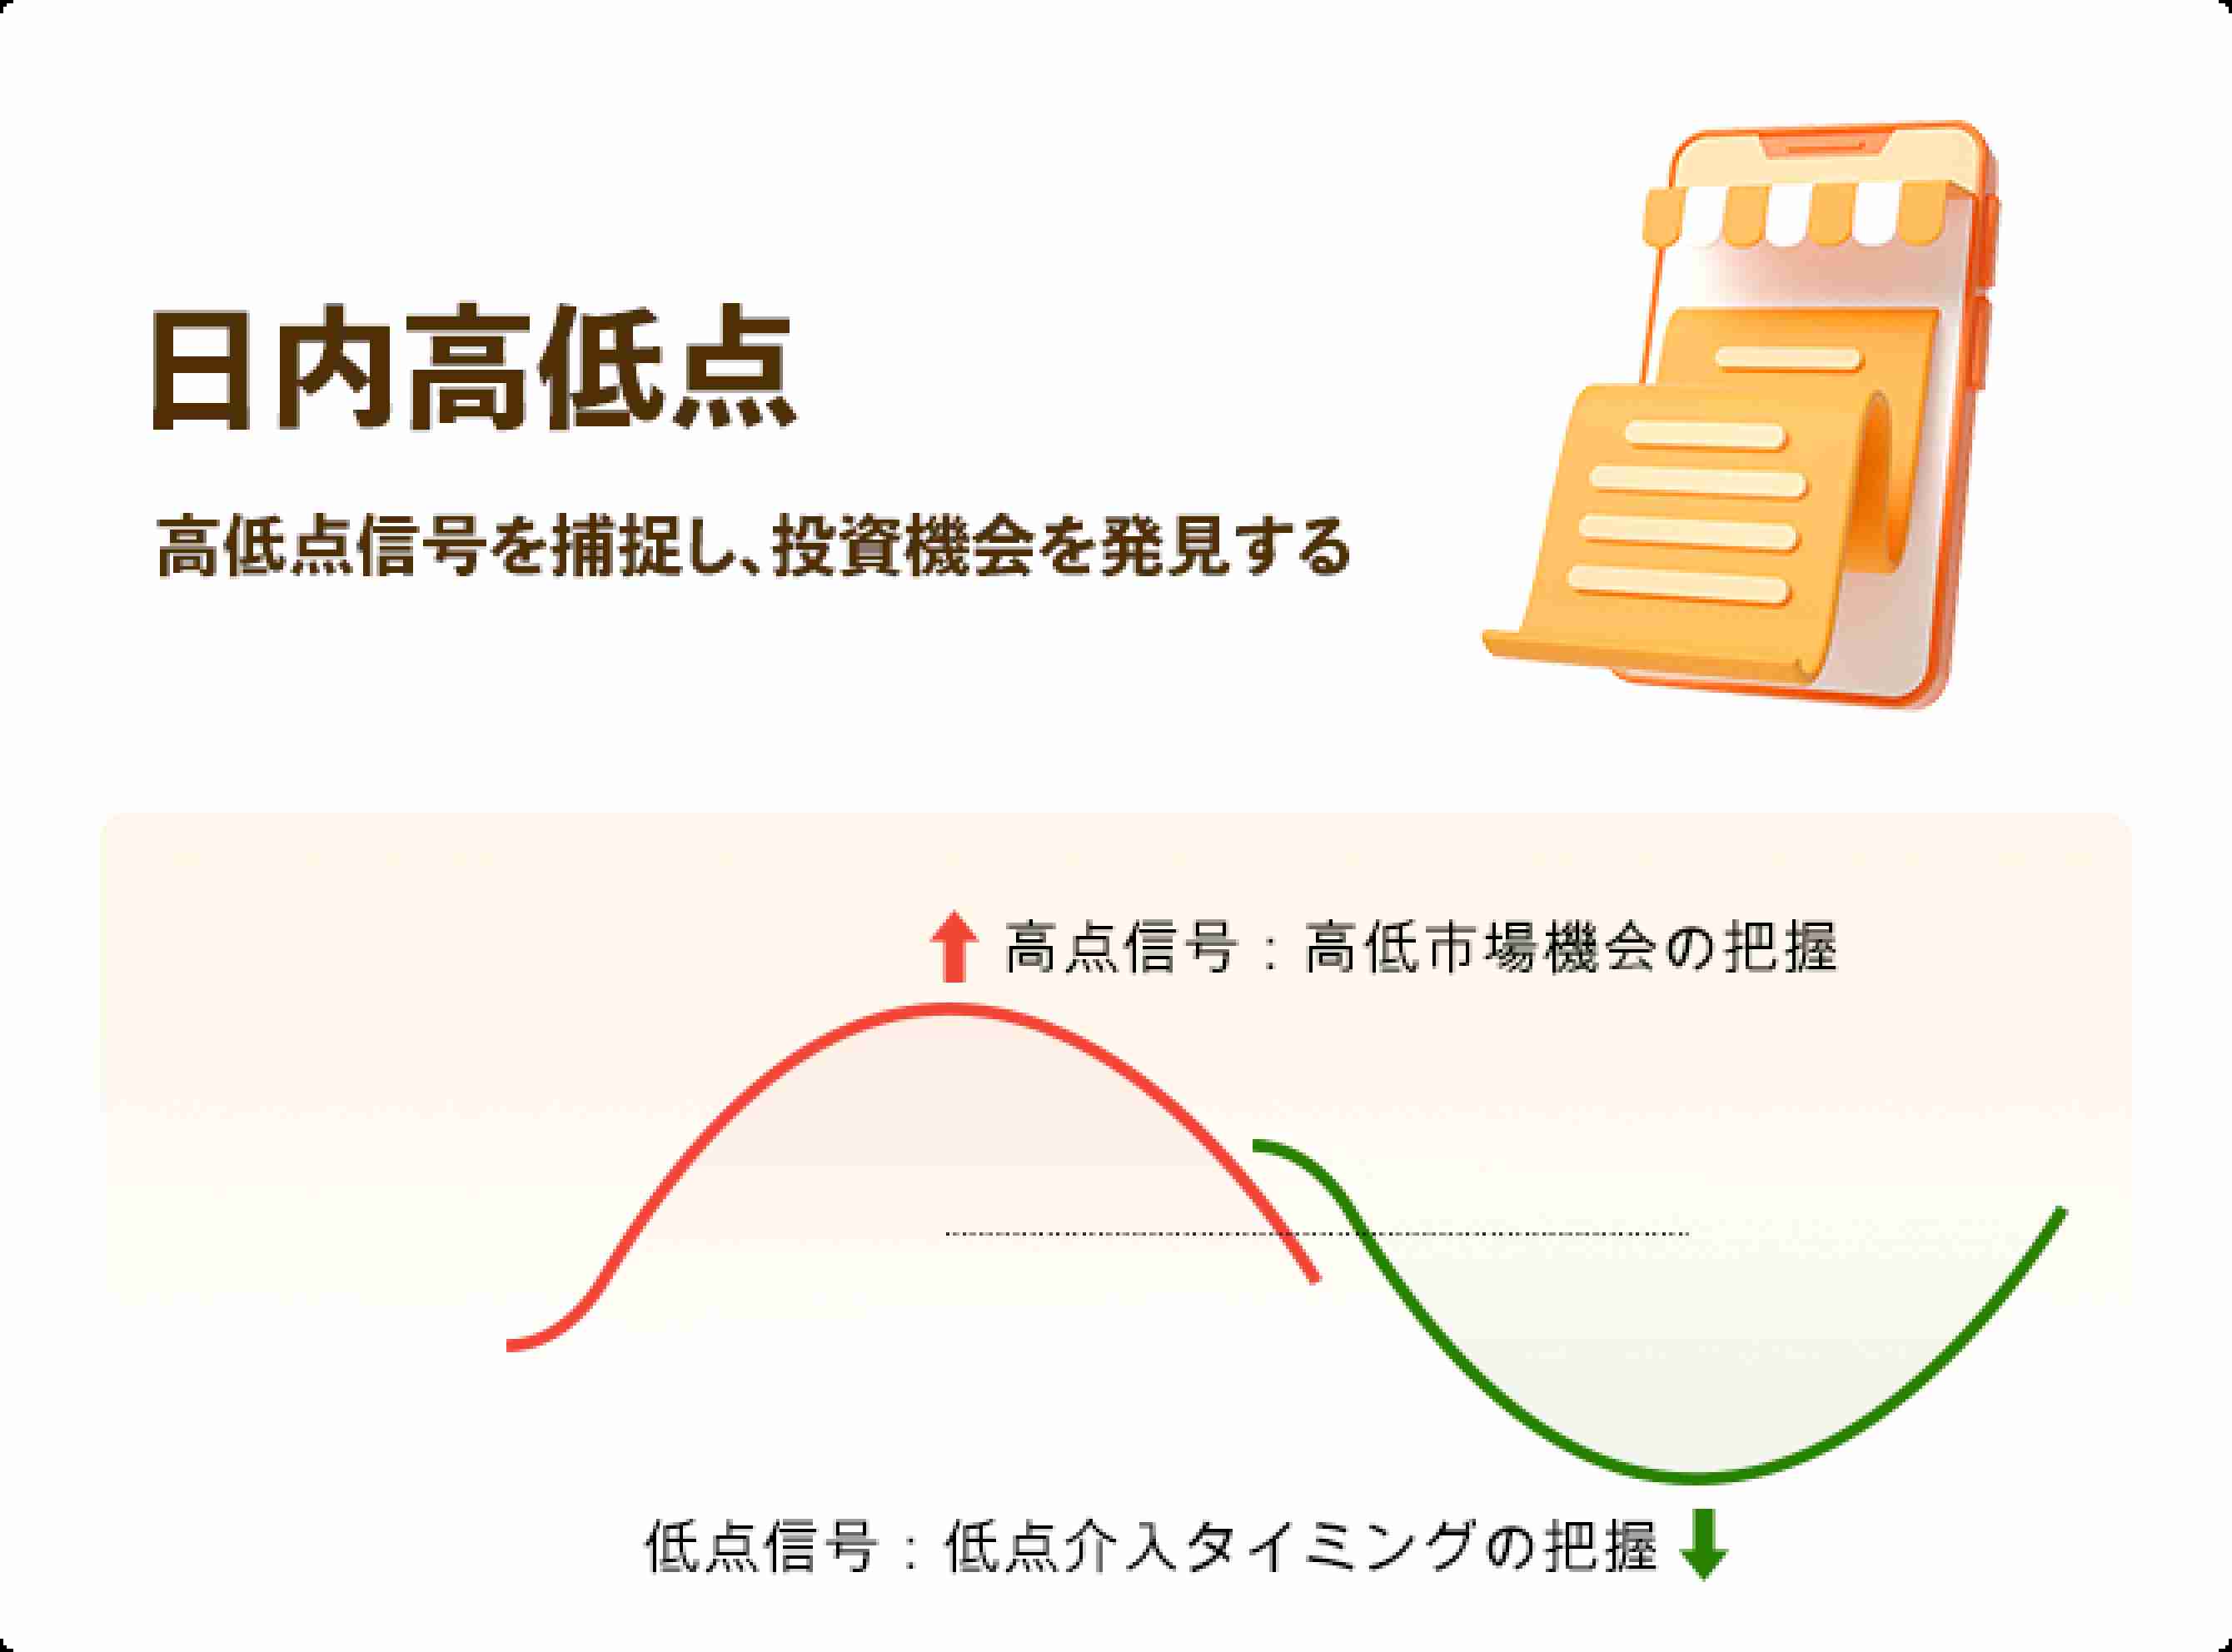 日内高低点
高低点信号を捕捉し、投資機会を発見する
高点信号：高低市場機会の把握
低点信号：低点介入タイミングの把握